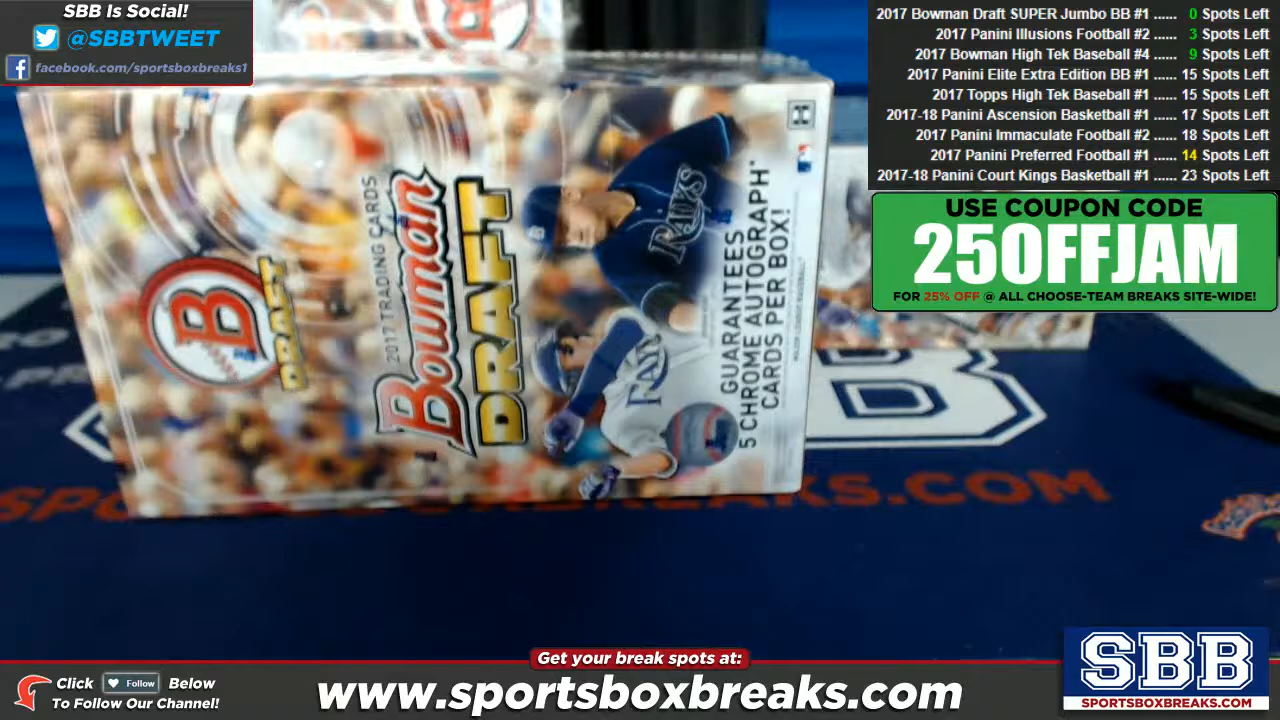 SBB Is Social!
@SBBTWEET
facebook.com/sportsboxbreaks1
2017 Bowman Draft SUPER Jumbo BB #1 ...... 0 Spots Left
2017 Panini Illusions Football #2 ...... 3 Spots Left
2017 Bowman High Tek Baseball #4 ...... 9 Spots Left
2017 Panini Elite Extra Edition BB #1 ...... 15 Spots Left
2017 Topps High Tek Baseball #1 ...... 15 Spots Left
2017-18 Panini Ascension Basketball #1 ...... 17 Spots Left
2017 Panini Immaculate Football #2 ...... 18 Spots Left
2017 Panini Preferred Football #1 ...... 14 Spots Left
2017-18 Panini Court Kings Basketball #1 ...... 23 Spots Left
USE COUPON CODE
25OFFJAM
FOR 25% OFF @ ALL CHOOSE-TEAM BREAKS SITE-WIDE!
B
DRAFT
2017 TRADING CARDS
Bowman
DRAFT
RAYS
RAYS
GUARANTEES
5 CHROME AUTOGRAPH*
CARDS PER BOX!
B
.COM
Get your break spots at:
Click Follow Below
To Follow Our Channel!
www.sportsboxbreaks.com
SBB
SPORTSBOXBREAKS.COM